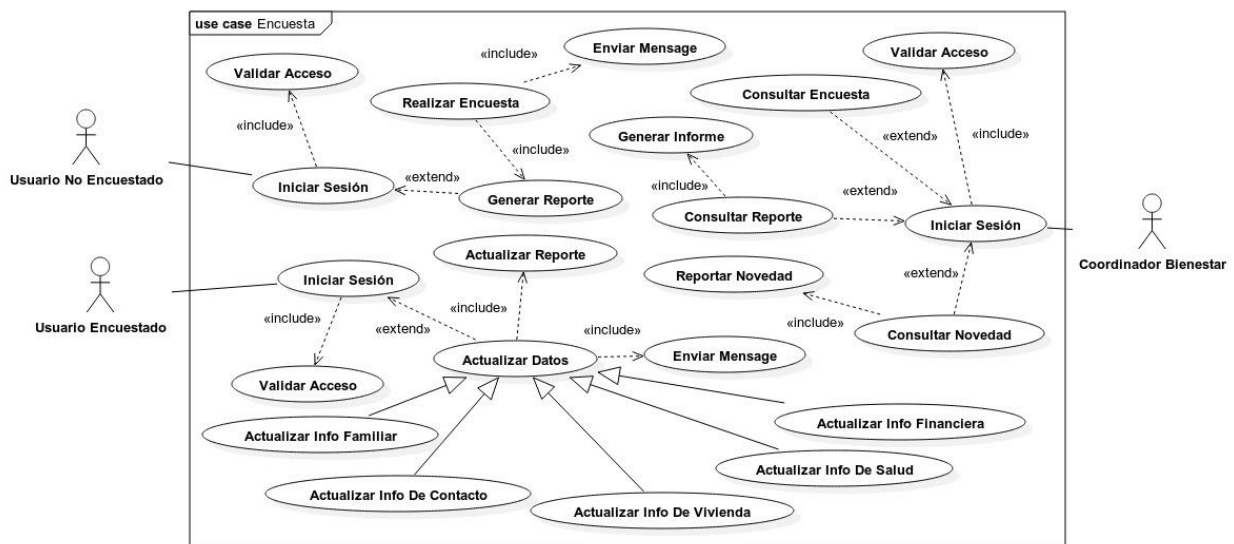 use case Encuesta
Enviar Mensage
Validar Acceso
«include»
Validar Acceso
Realizar Encuesta
Consultar Encuesta
«include»
Generar Informe
«extend»
«include»
«include»
Usuario No Encuestado
Iniciar Sesión
«extend»
Generar Reporte
«include»
Consultar Reporte
«extend»
Iniciar Sesión
Coordinador Bienestar
Actualizar Reporte
Iniciar Sesión
Reportar Novedad
«extend»
Usuario Encuestado
«include»
«extend»
«include»
«include»
«include»
Consultar Novedad
Actualizar Datos
Enviar Mensage
Validar Acceso
Actualizar Info Familiar
Actualizar Info Financiera
Actualizar Info De Salud
Actualizar Info De Contacto
Actualizar Info De Vivienda